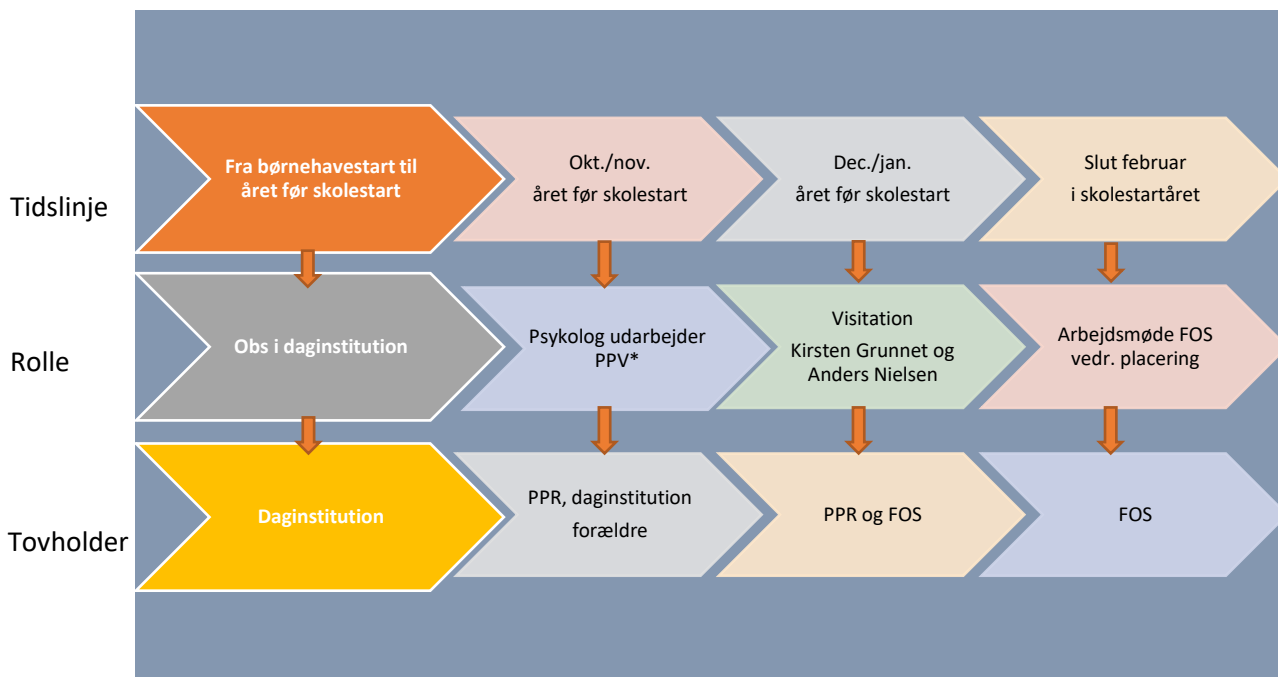 Tidslinje
Fra børnehavestart til
året før skolestart
Okt./nov.
året før skolestart
Dec./jan.
året før skolestart
Slut februar
i skolestartåret
Rolle
Obs i daginstitution
Psykolog udarbejder
PPV*
Visitation
Kirsten Grunnet og
Anders Nielsen
Arbejdsmøde FOS
vedr. placering
Tovholder
Daginstitution
PPR, daginstitution
forældre
PPR og FOS
FOS